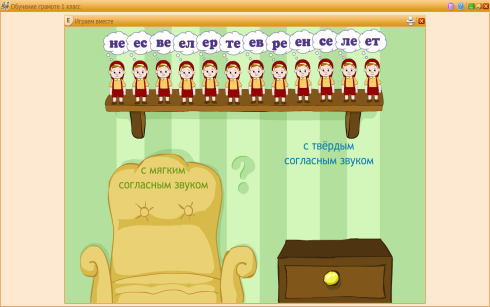 Обучение грамоте 1 класс.
Играем вместе
не ес ве ел ер те ев ре ен се ле ет
с твёрдым
согласным звуком
с мягким
согласным звуком
?